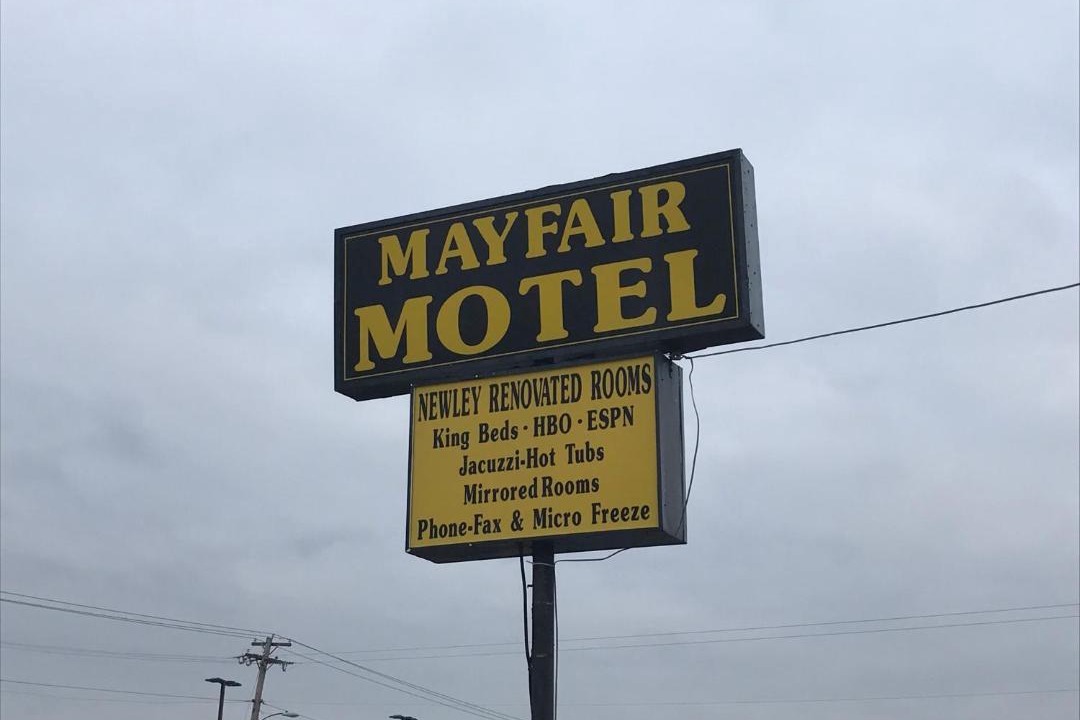 MAYFAIR
MOTEL
NEWLEY RENOVATED ROOMS
King Beds · HBO · ESPN
Jacuzzi-Hot Tubs
Mirrored Rooms
Phone-Fax & Micro Freeze